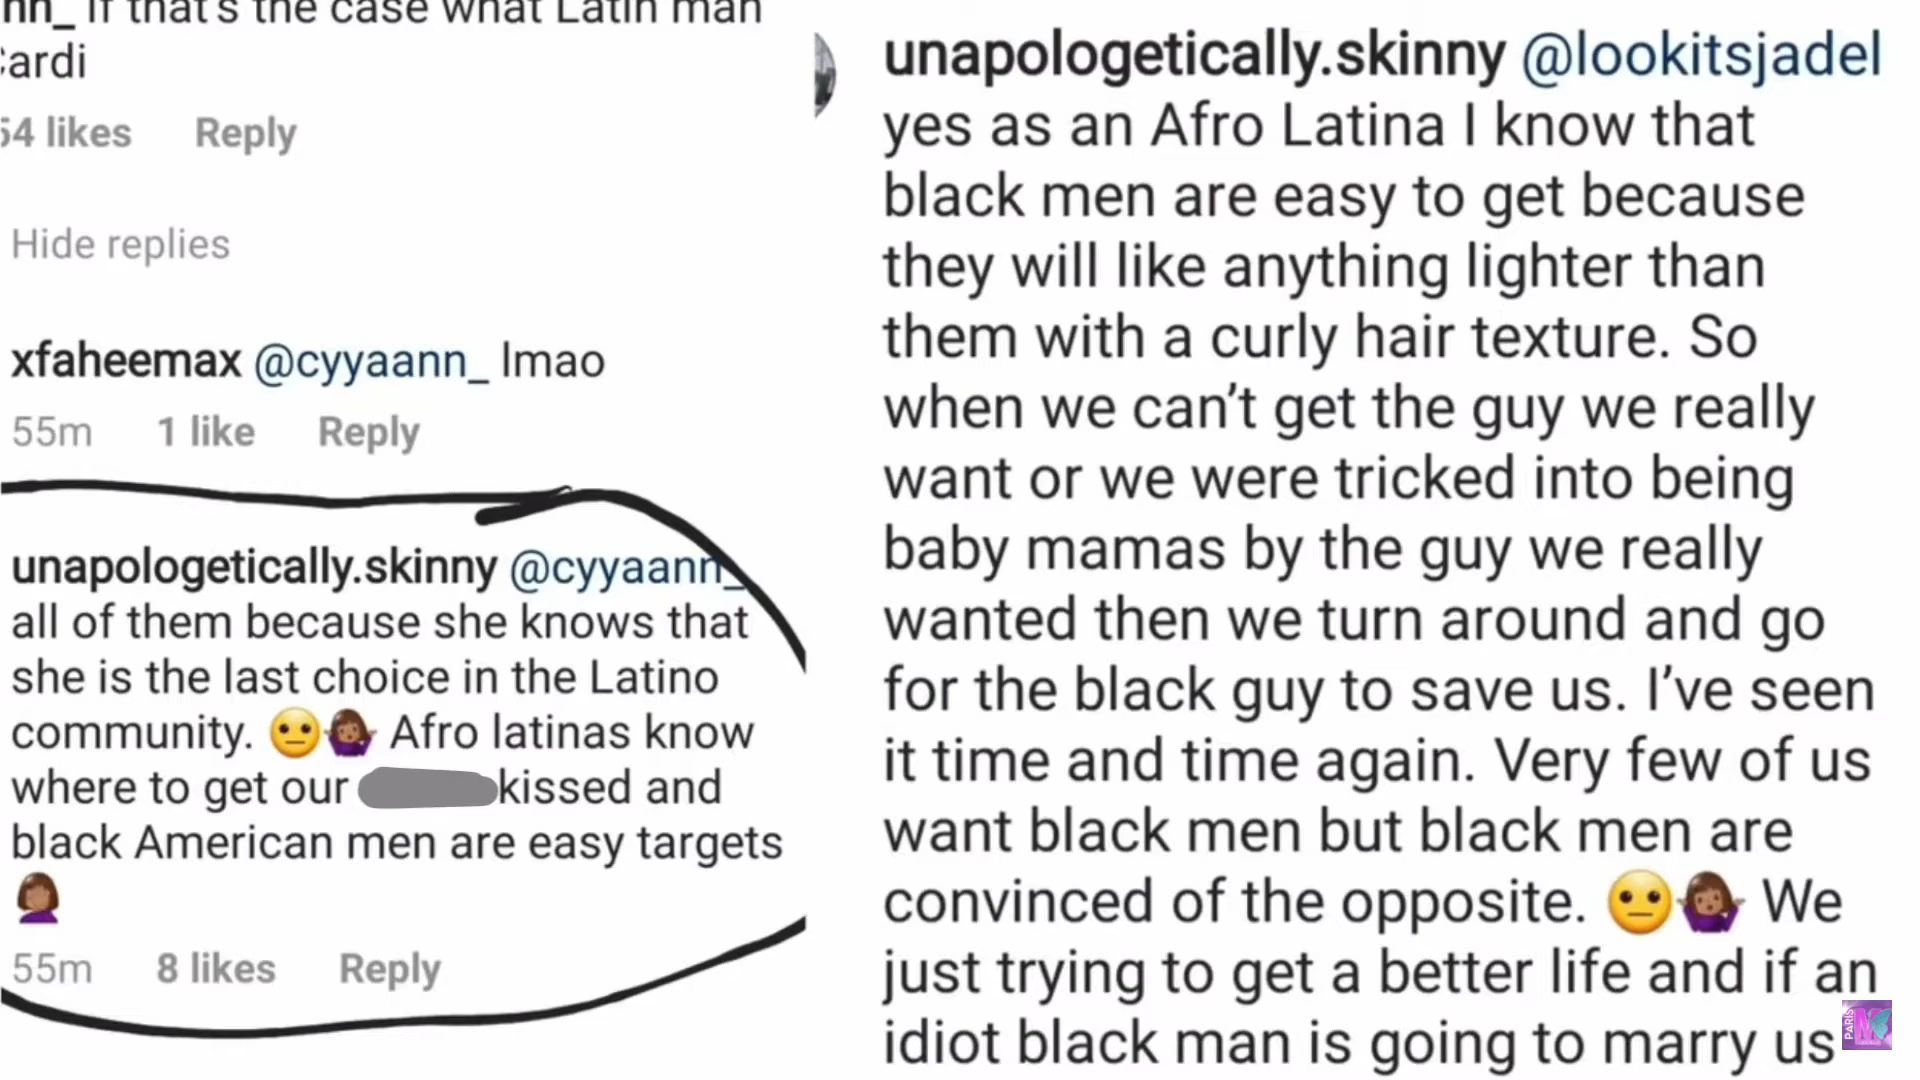 if that's the case what Latin man
Cardi
54 likes Reply
Hide replies
xfaheemax @cyyaann_ lmao
55m 1 like Reply
unapologetically.skinny @cyyaann_
all of them because she knows that
she is the last choice in the Latino
community. 😐🤷🏽‍♀️ Afro latinas know
where to get our kissed and
black American men are easy targets
55m 8 likes Reply
unapologetically.skinny @lookitsjadel
yes as an Afro Latina I know that
black men are easy to get because
they will like anything lighter than
them with a curly hair texture. So
when we can't get the guy we really
want or we were tricked into being
baby mamas by the guy we really
wanted then we turn around and go
for the black guy to save us. I've seen
it time and time again. Very few of us
want black men but black men are
convinced of the opposite. 😐🤷🏽‍♀️ We
just trying to get a better life and if an
idiot black man is going to marry us
PARIS
M